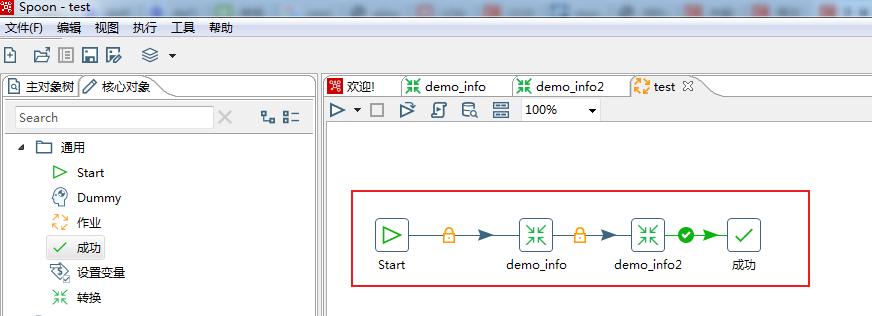 Spoon - test
文件(F) 编辑 视图 执行 工具 帮助
主对象树 核心对象
欢迎! demo_info demo_info2 test
Search
100%
通用
Start
Dummy
作业
成功
设置变量
转换
Start demo_info demo_info2 成功